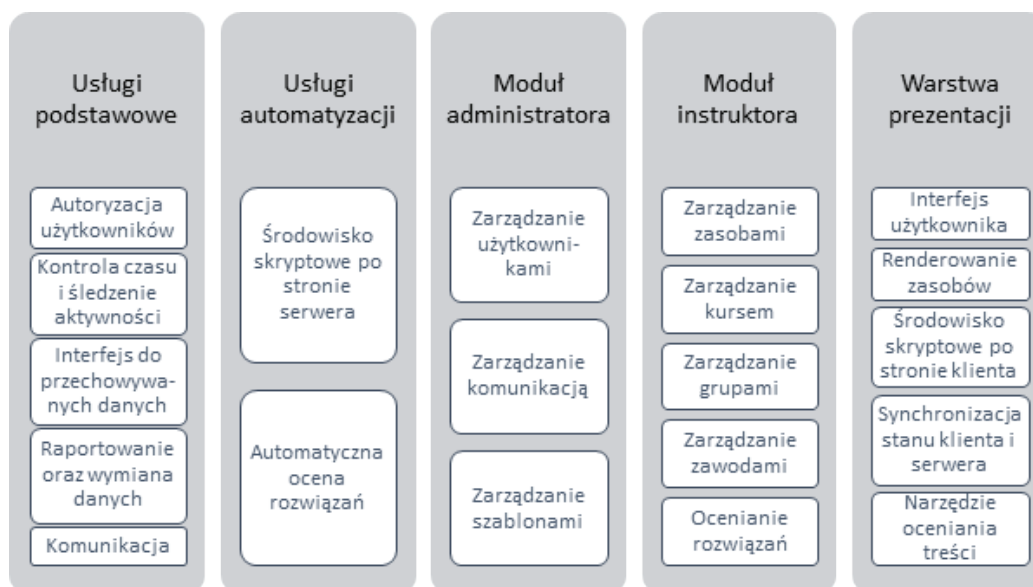 Usługi
podstawowe
Autoryzacja
użytkowników
Kontrola czasu
i śledzenie
aktywności
Interfejs do
przechowywa-
nych danych
Raportowanie
oraz wymiana
danych
Komunikacja
Usługi
automatyzacji
Środowisko
skryptowe po
stronie
serwera
Automatyczna
ocena
rozwiązań
Moduł
administratora
Zarządzanie
użytkowni-
kami
Zarządzanie
komunikacją
Zarządzanie
szablonami
Moduł
instruktora
Zarządzanie
zasobami
Zarządzanie
kursem
Zarządzanie
grupami
Zarządzanie
zawodami
Ocenianie
rozwiązań
Warstwa
prezentacji
Interfejs
użytkownika
Renderowanie
zasobów
Środowisko
skryptowe po
stronie klienta
Synchronizacja
stanu klienta i
serwera
Narzędzie
oceniania
treści